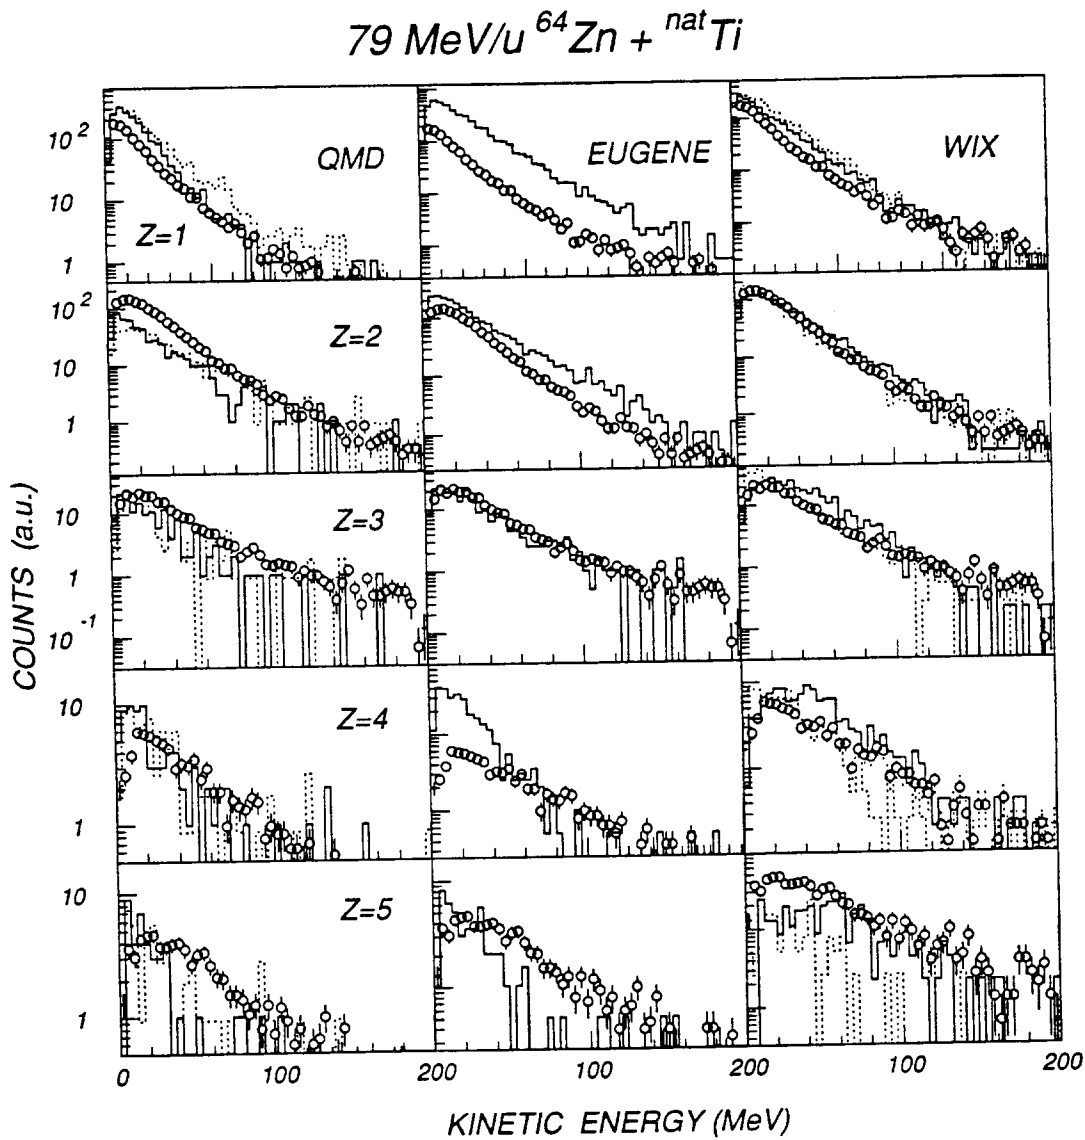 79 MeV/u ⁶⁴Zn + ⁿᵃᵗTi
QMD
EUGENE
WIX
10²
10
1
Z=1
10²
10
1
Z=2
10
1
10⁻¹
Z=3
10
1
Z=4
10
1
Z=5
0 100 200 100 200 100 200
COUNTS (a.u.)
KINETIC ENERGY (MeV)